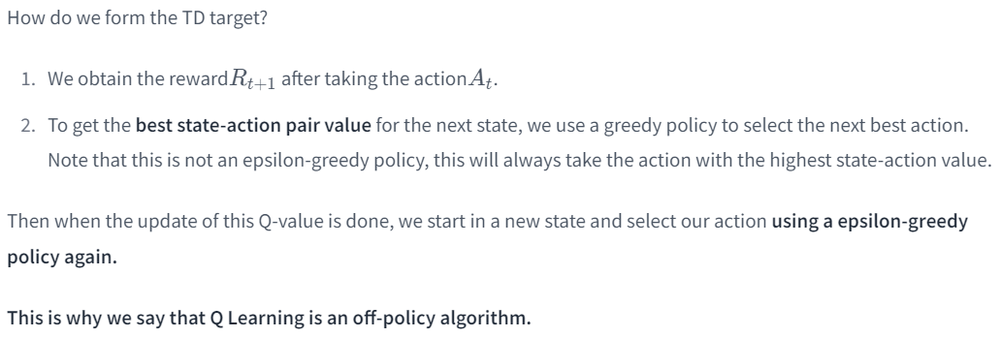 How do we form the TD target?
1. We obtain the reward R_{t+1} after taking the action A_t.
2. To get the best state-action pair value for the next state, we use a greedy policy to select the next best action.
Note that this is not an epsilon-greedy policy, this will always take the action with the highest state-action value.
Then when the update of this Q-value is done, we start in a new state and select our action using a epsilon-greedy
policy again.
This is why we say that Q Learning is an off-policy algorithm.